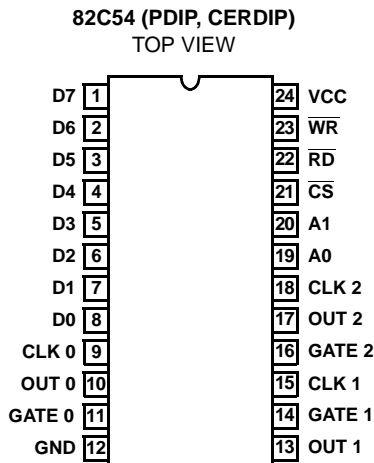 82C54 (PDIP, CERDIP)
TOP VIEW
D7 1 24 VCC
D6 2 23 W̅R̅
D5 3 22 R̅D̅
D4 4 21 C̅S̅
D3 5 20 A1
D2 6 19 A0
D1 7 18 CLK 2
D0 8 17 OUT 2
CLK 0 9 16 GATE 2
OUT 0 10 15 CLK 1
GATE 0 11 14 GATE 1
GND 12 13 OUT 1